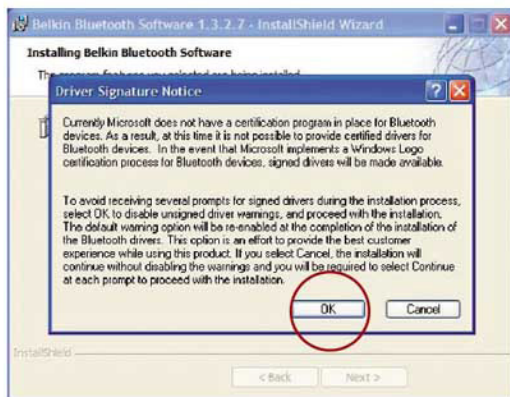 Belkin Bluetooth Software 1.3.2.7 - InstallShield Wizard
Installing Belkin Bluetooth Software
The program features you selected are being installed.
Driver Signature Notice
Currently Microsoft does not have a certification program in place for Bluetooth
devices. As a result, at this time it is not possible to provide certified drivers for
Bluetooth devices. In the event that Microsoft implements a Windows Logo
certification process for Bluetooth devices, signed drivers will be made available.
To avoid receiving several prompts for signed drivers during the installation process,
select OK to disable unsigned driver warnings, and proceed with the installation.
The default warning option will be re-enabled at the completion of the installation of
the Bluetooth drivers. This option is an effort to provide the best customer
experience while using this product. If you select Cancel, the installation will
continue without disabling the warnings and you will be required to select Continue
at each prompt to proceed with the installation.
OK Cancel
InstallShield
< Back Next >